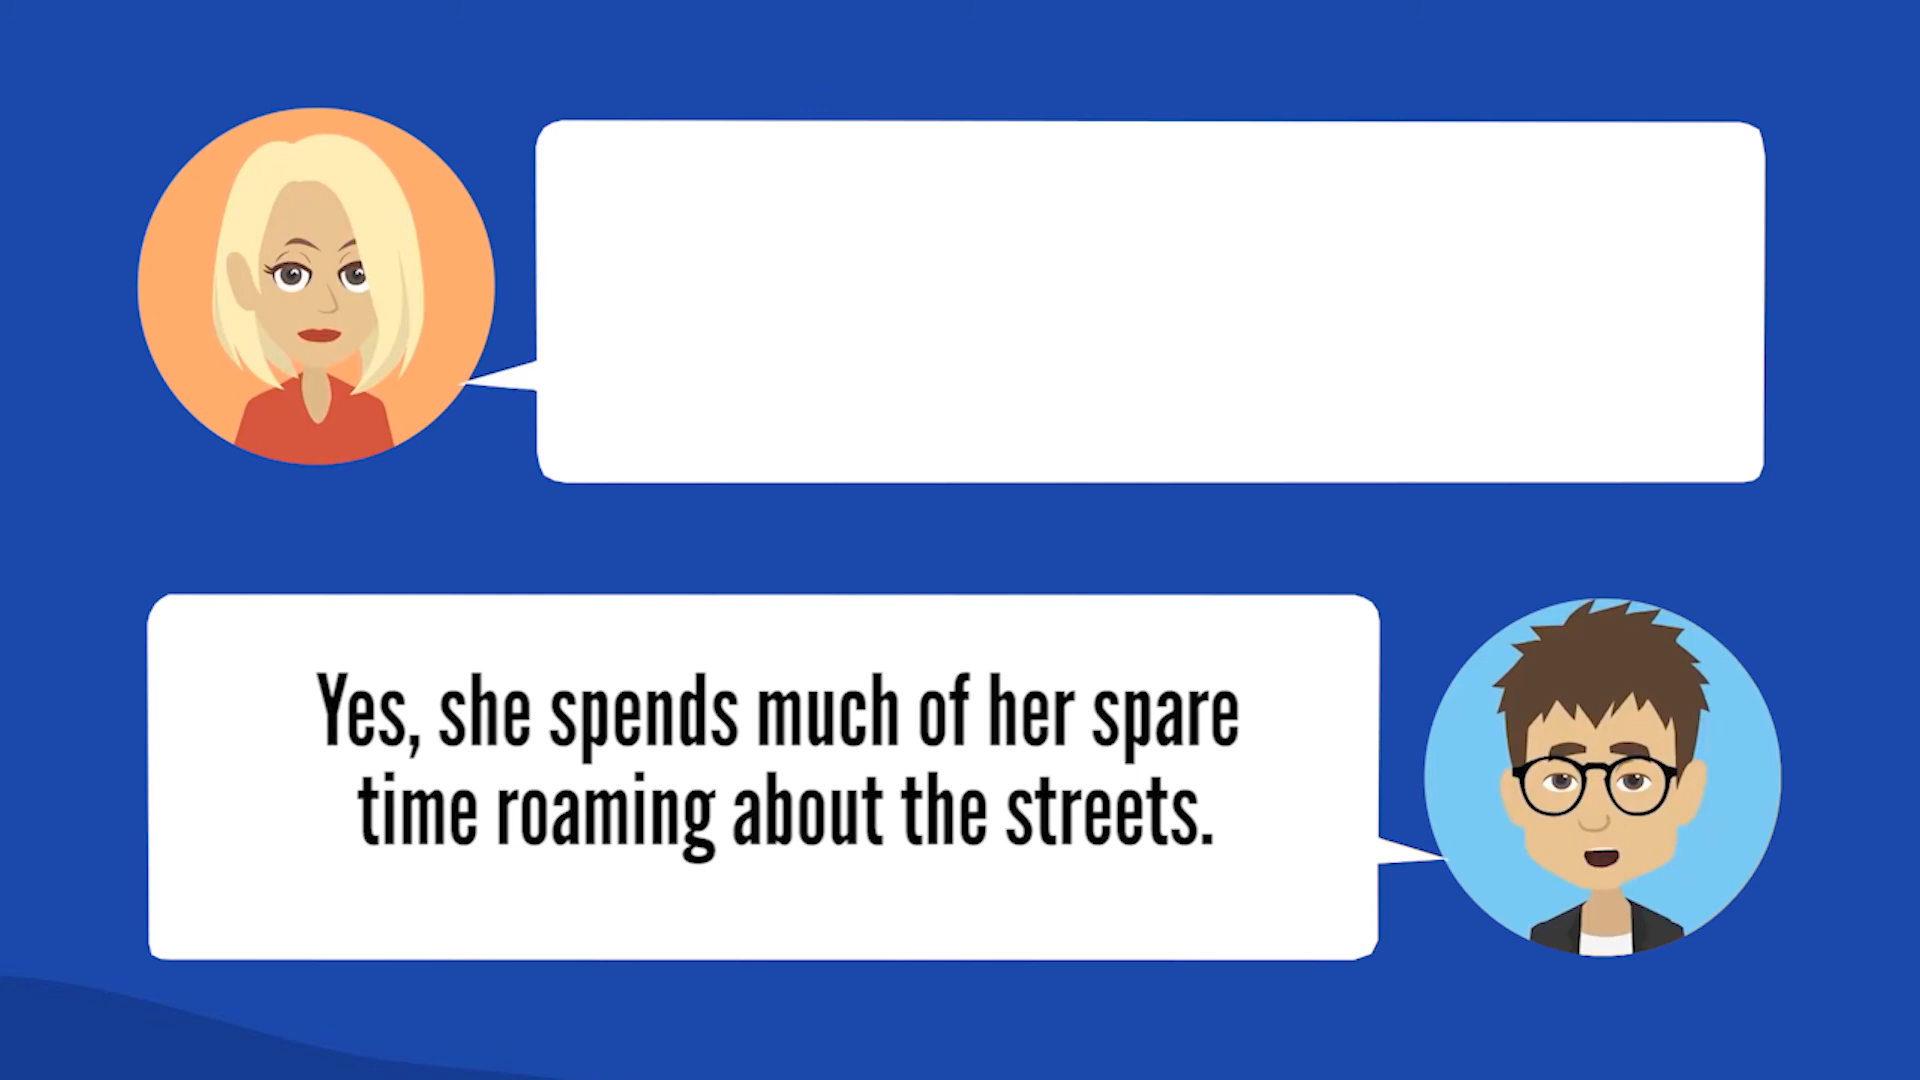 Yes, she spends much of her spare
time roaming about the streets.